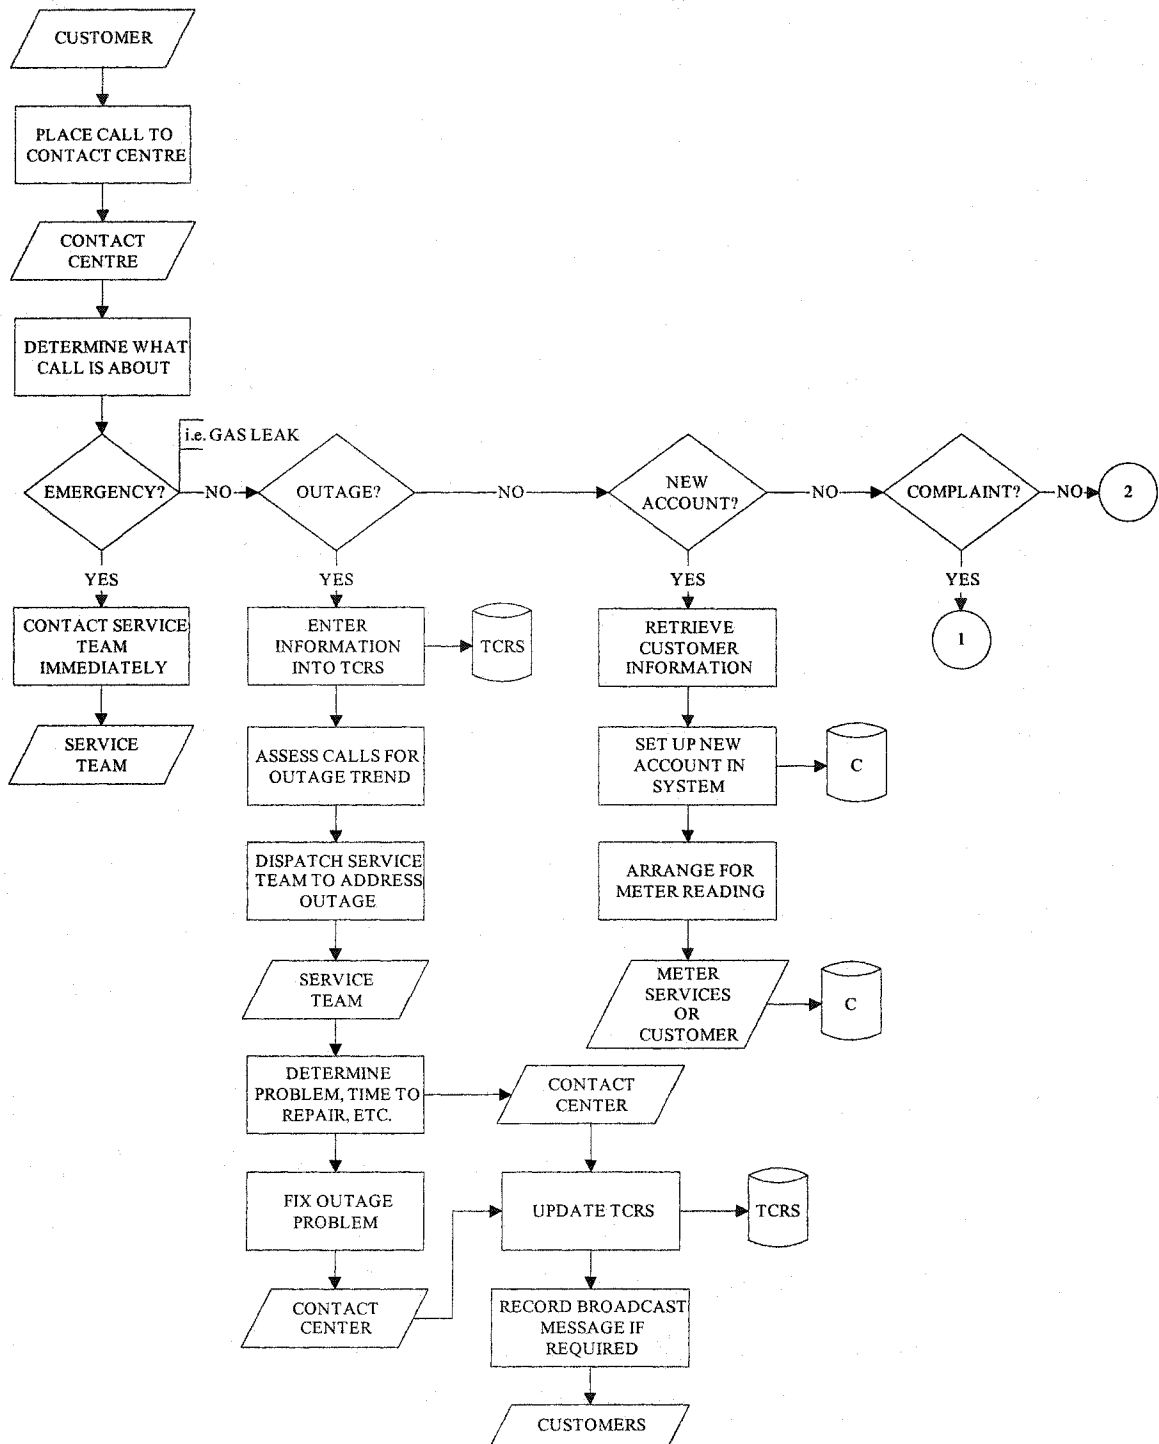 CUSTOMER
PLACE CALL TO
CONTACT CENTRE
CONTACT
CENTRE
DETERMINE WHAT
CALL IS ABOUT
i.e. GAS LEAK
EMERGENCY?
NO
OUTAGE?
NO
NEW
ACCOUNT?
NO
COMPLAINT?
NO
2
YES
YES
YES
YES
CONTACT SERVICE
TEAM
IMMEDIATELY
SERVICE
TEAM
ENTER
INFORMATION
INTO TCRS
TCRS
ASSESS CALLS FOR
OUTAGE TREND
DISPATCH SERVICE
TEAM TO ADDRESS
OUTAGE
SERVICE
TEAM
DETERMINE
PROBLEM, TIME TO
REPAIR, ETC.
FIX OUTAGE
PROBLEM
CONTACT
CENTER
CONTACT
CENTER
UPDATE TCRS
TCRS
RECORD BROADCAST
MESSAGE IF
REQUIRED
CUSTOMERS
RETRIEVE
CUSTOMER
INFORMATION
SET UP NEW
ACCOUNT IN
SYSTEM
C
ARRANGE FOR
METER READING
METER
SERVICES
OR
CUSTOMER
C
1